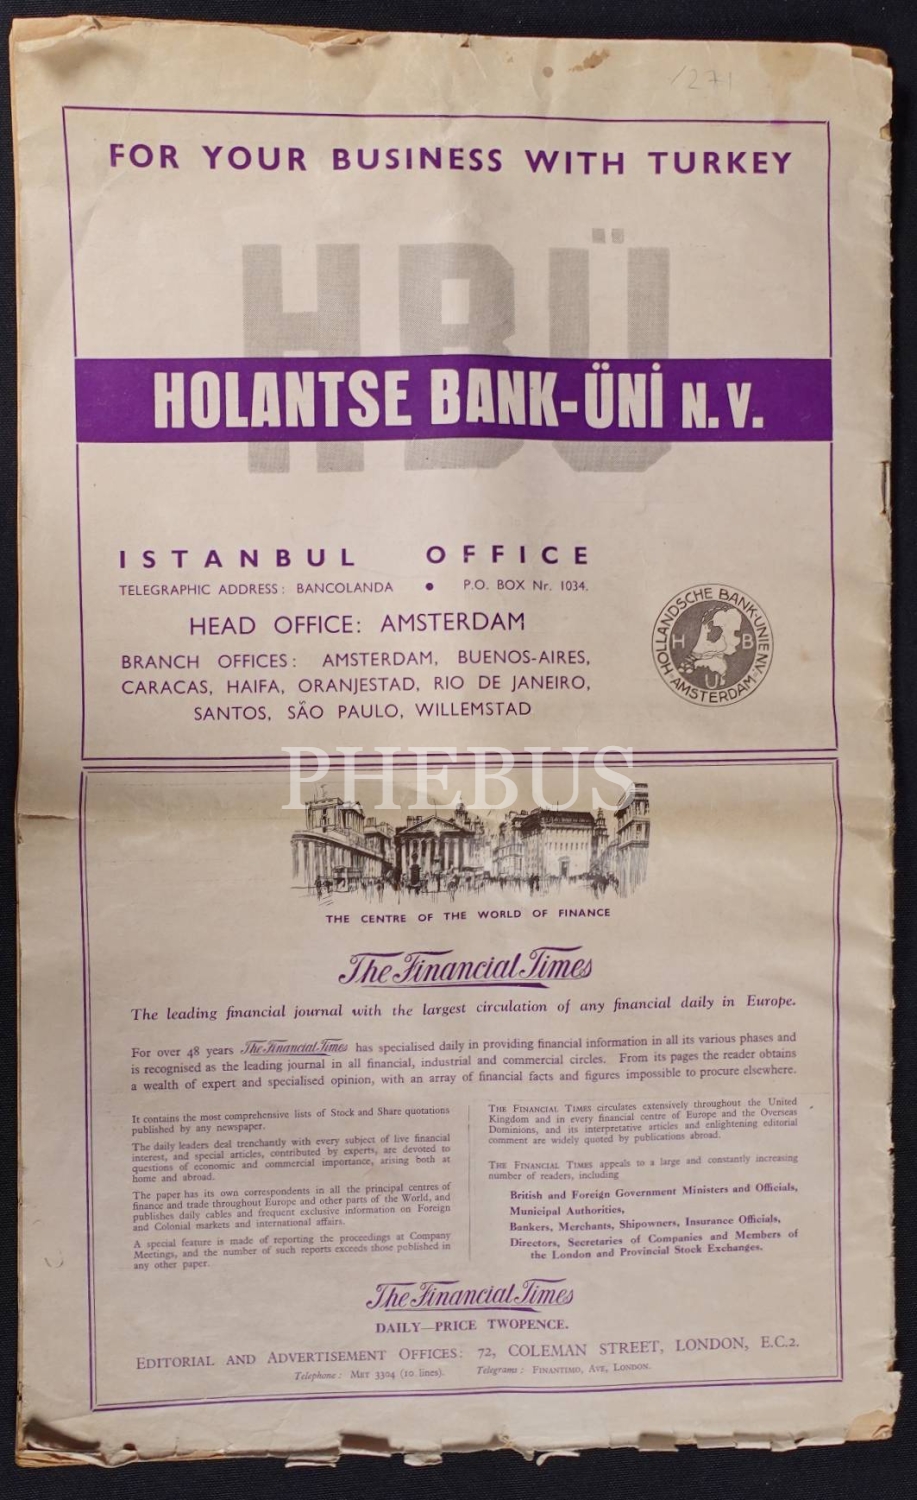 271
FOR YOUR BUSINESS WITH TURKEY
HBÜ
HOLANTSE BANK-ÜNİ N.V.
ISTANBUL OFFICE
TELEGRAPHIC ADDRESS: BANCOLANDA • P.O. BOX Nr. 1034.
HEAD OFFICE: AMSTERDAM
BRANCH OFFICES: AMSTERDAM, BUENOS-AIRES,
CARACAS, HAIFA, ORANJESTAD, RIO DE JANEIRO,
SANTOS, SÃO PAULO, WILLEMSTAD
HOLLANDSCHE BANK-UNIE N.V. AMSTERDAM
H B U
PHEBUS
THE CENTRE OF THE WORLD OF FINANCE
The Financial Times
The leading financial journal with the largest circulation of any financial daily in Europe.
For over 48 years The Financial Times has specialised daily in providing financial information in all its various phases and
is recognised as the leading journal in all financial, industrial and commercial circles. From its pages the reader obtains
a wealth of expert and specialised opinion, with an array of financial facts and figures impossible to procure elsewhere.
It contains the most comprehensive lists of Stock and Share quotations
published by any newspaper.
The daily leaders deal trenchantly with every subject of live financial
interest, and special articles, contributed by experts, are devoted to
questions of economic and commercial importance, arising both at
home and abroad.
The paper has its own correspondents in all the principal centres of
finance and trade throughout Europe and other parts of the World, and
publishes daily cables and frequent exclusive information on Foreign
and Colonial markets and international affairs.
A special feature is made of reporting the proceedings at Company
Meetings, and the number of such reports exceeds those published in
any other paper.
THE FINANCIAL TIMES circulates extensively throughout the United
Kingdom and in every financial centre of Europe and the Overseas
Dominions, and its interpretative articles and enlightening editorial
comment are widely quoted by publications abroad.
THE FINANCIAL TIMES appeals to a large and constantly increasing
number of readers, including
British and Foreign Government Ministers and Officials,
Municipal Authorities,
Bankers, Merchants, Shipowners, Insurance Officials,
Directors, Secretaries of Companies and Members of
the London and Provincial Stock Exchanges.
The Financial Times
DAILY—PRICE TWOPENCE.
EDITORIAL AND ADVERTISEMENT OFFICES: 72, COLEMAN STREET, LONDON, E.C.2.
Telephone: MET 3304 (10 lines). Telegrams: FINANTIMO, AVE, LONDON.